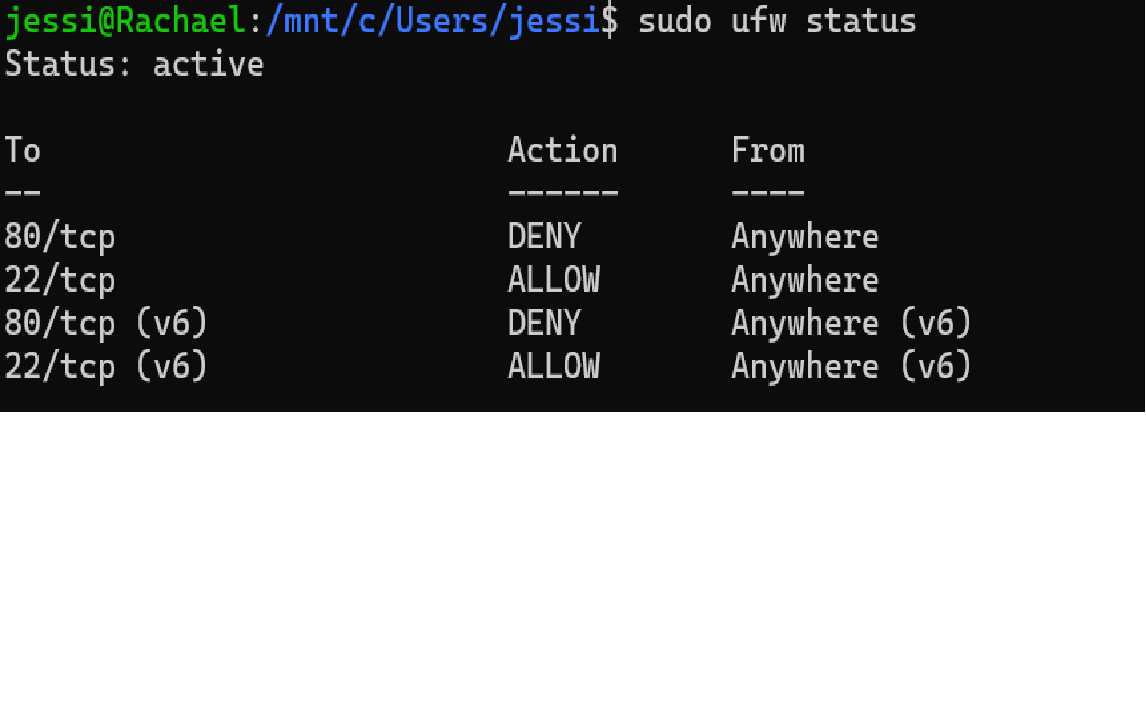 jessi@Rachael:/mnt/c/Users/jessi$ sudo ufw status
Status: active
To Action From
-- ------ ----
80/tcp DENY Anywhere
22/tcp ALLOW Anywhere
80/tcp (v6) DENY Anywhere (v6)
22/tcp (v6) ALLOW Anywhere (v6)